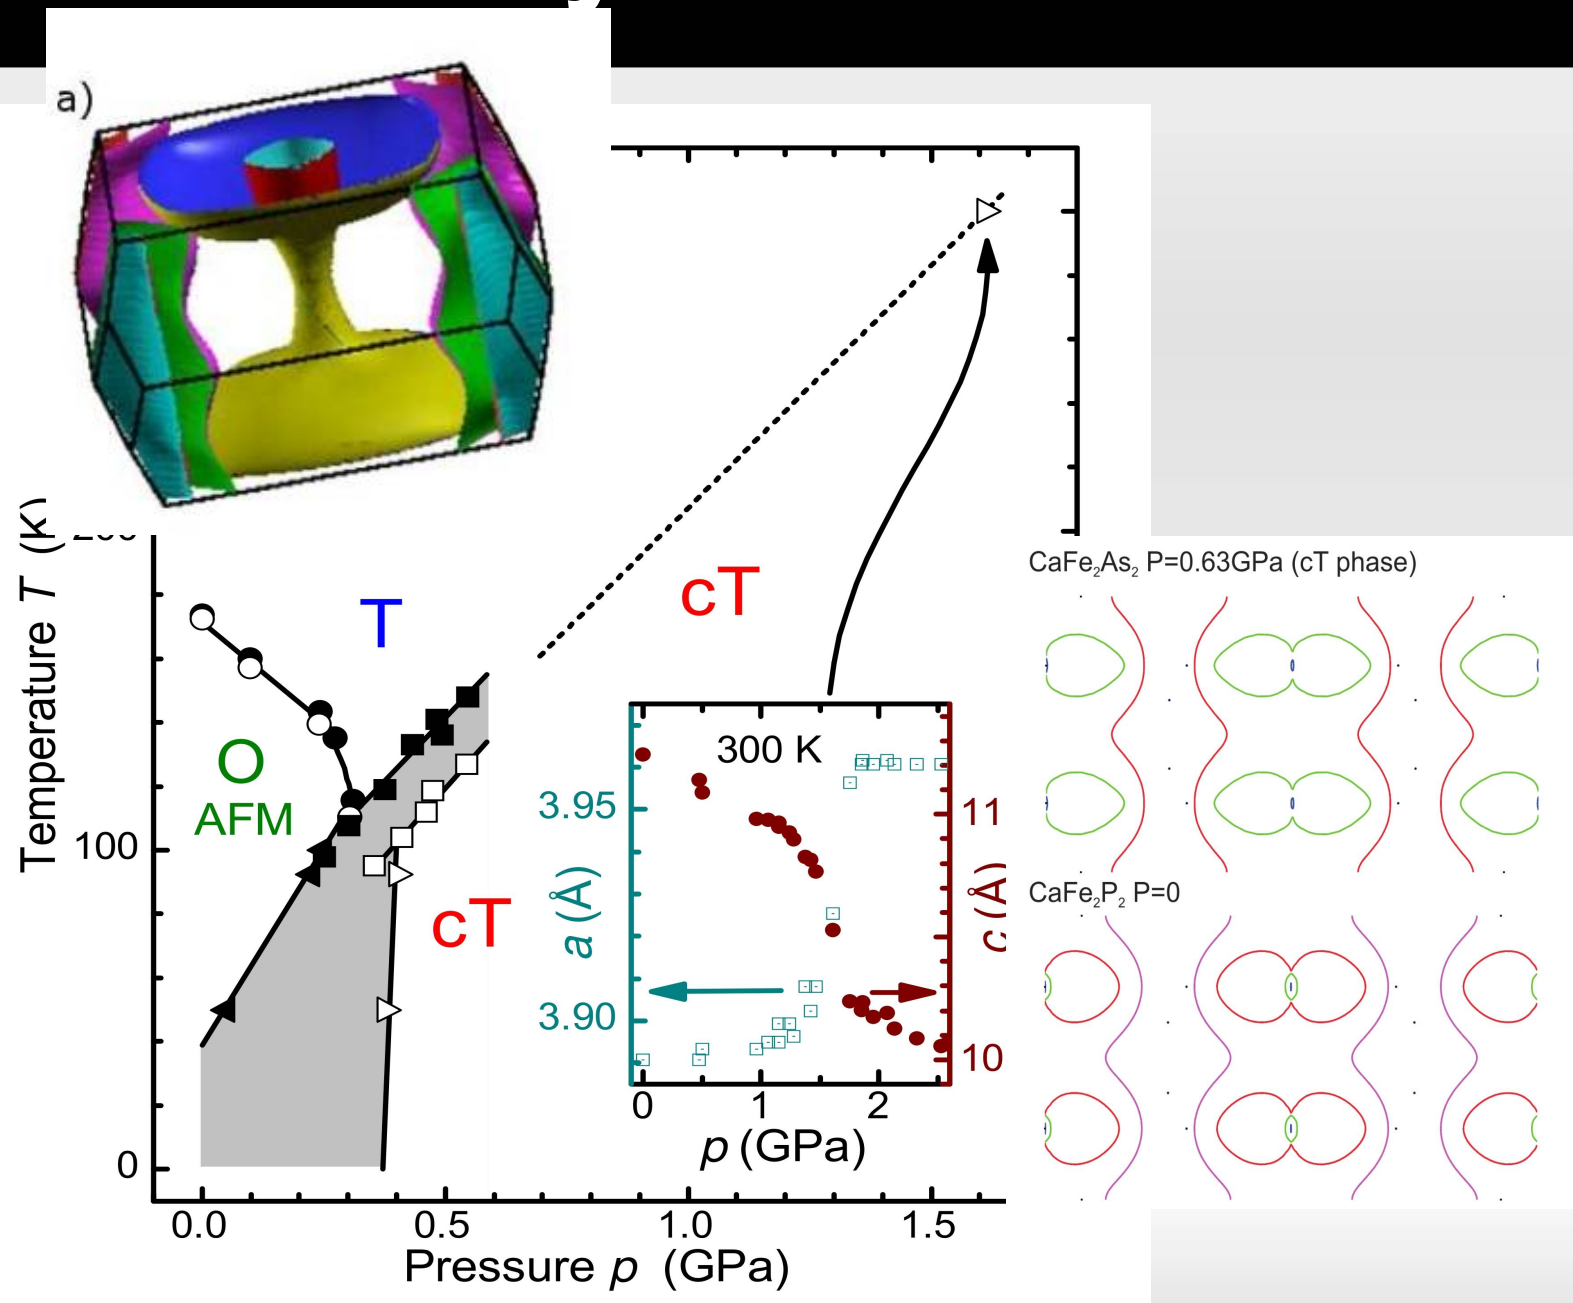 a)
Temperature T (K)
T
cT
O
AFM
100
cT
0
0.0
0.5
1.0
1.5
Pressure p (GPa)
300 K
3.95
3.90
a (Å)
11
10
c (Å)
0
1
2
p (GPa)
CaFe₂As₂ P=0.63GPa (cT phase)
CaFe₂P₂ P=0